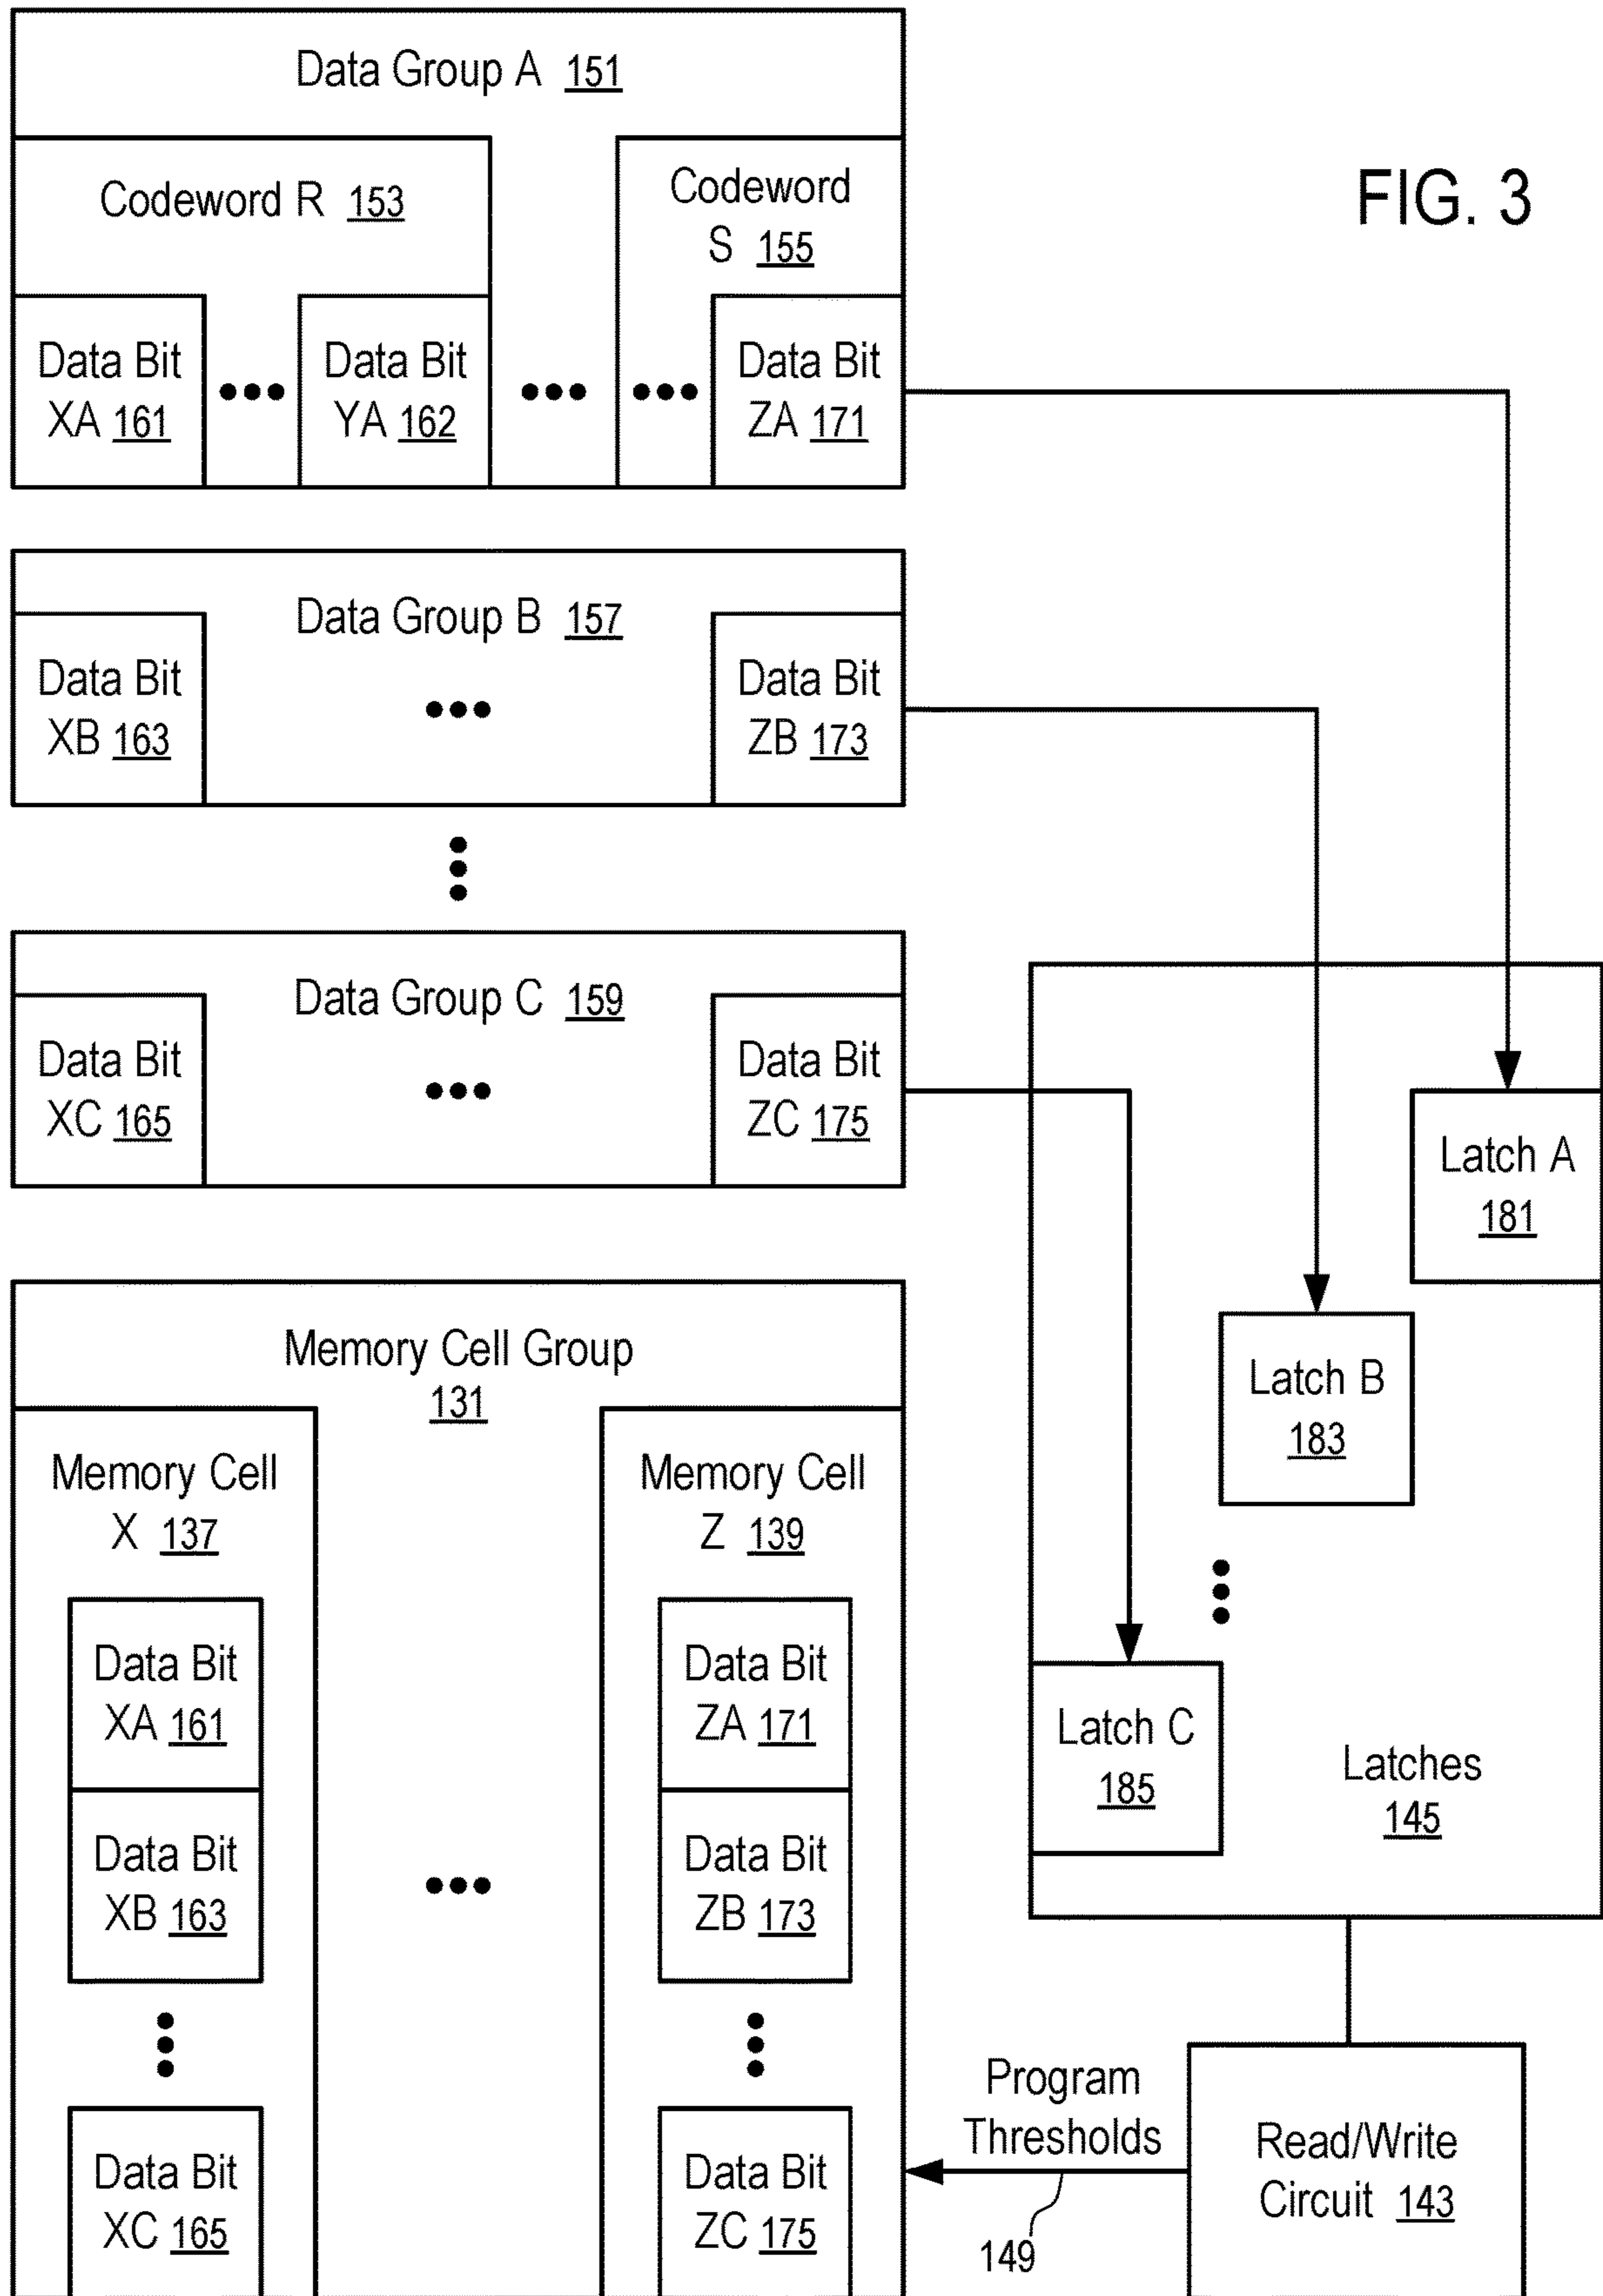 Data Group A 151
FIG. 3
Codeword R 153
Codeword
S 155
Data Bit
XA 161
Data Bit
YA 162
Data Bit
ZA 171
Data Group B 157
Data Bit
XB 163
Data Bit
ZB 173
Data Group C 159
Data Bit
XC 165
Data Bit
ZC 175
Latch A
181
Latch B
183
Latch C
185
Latches
145
Memory Cell Group
131
Memory Cell
X 137
Memory Cell
Z 139
Data Bit
XA 161
Data Bit
ZA 171
Data Bit
XB 163
Data Bit
ZB 173
Data Bit
XC 165
Data Bit
ZC 175
Program
Thresholds
149
Read/Write
Circuit 143